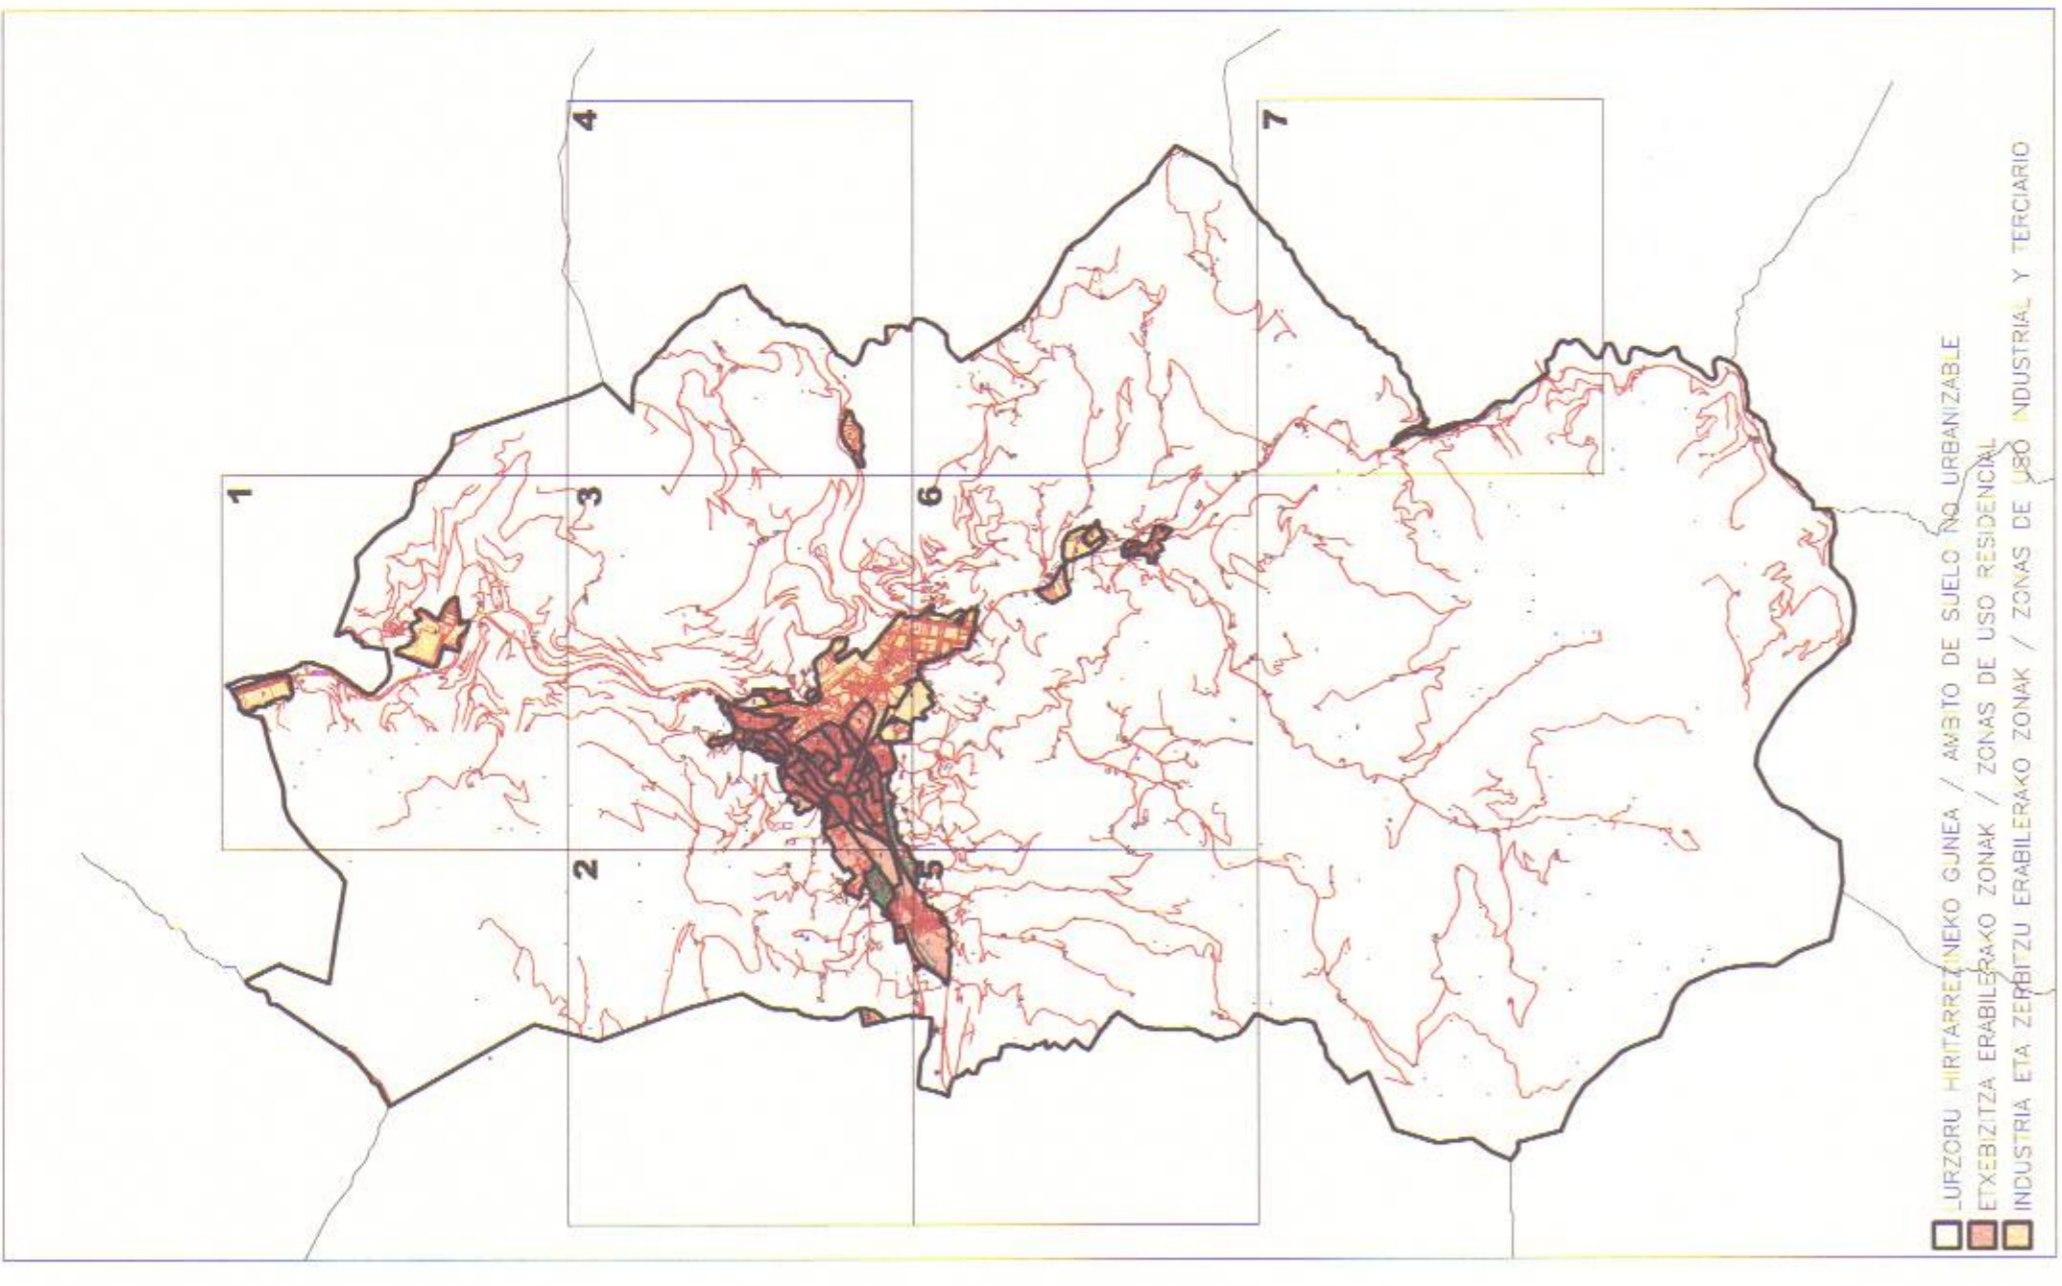 1
2
3
4
5
6
7
LURZORU HIRITAREZINEKO GUNEA / AMBITO DE SUELO NO URBANIZABLE
ETXEBIZITZA ERABILERAKO ZONAK / ZONAS DE USO RESIDENCIAL
INDUSTRIA ETA ZERBITZU ERABILERAKO ZONAK / ZONAS DE USO INDUSTRIAL Y TERCIARIO